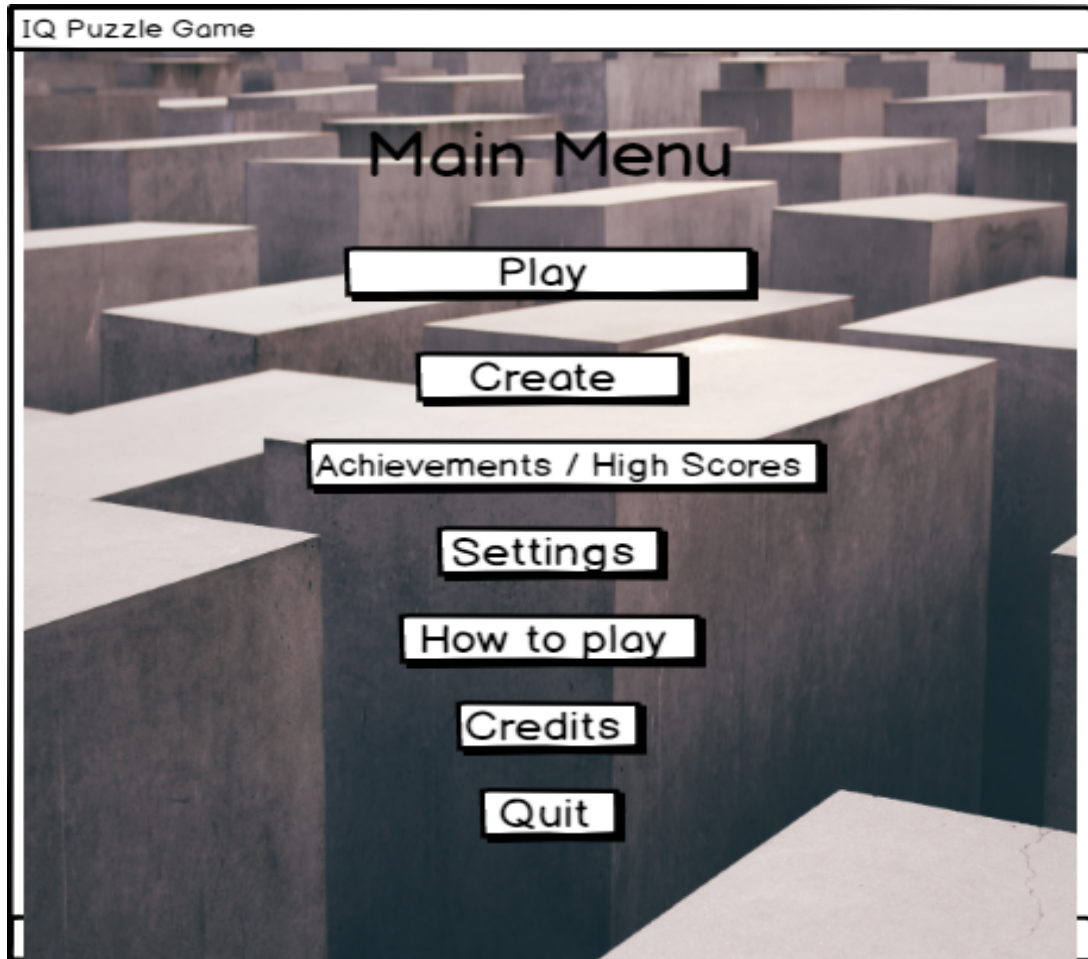 IQ Puzzle Game
Main Menu
Play
Create
Achievements / High Scores
Settings
How to play
Credits
Quit